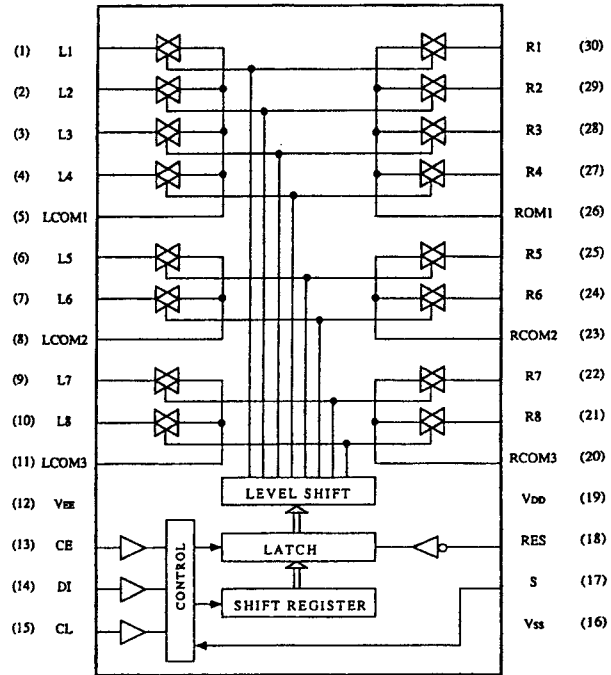 (1) L1 R1 (30)
(2) L2 R2 (29)
(3) L3 R3 (28)
(4) L4 R4 (27)
(5) LCOM1 ROM1 (26)
(6) L5 R5 (25)
(7) L6 R6 (24)
(8) LCOM2 RCOM2 (23)
(9) L7 R7 (22)
(10) L8 R8 (21)
(11) LCOM3 RCOM3 (20)
LEVEL SHIFT
(12) VEE VDD (19)
(13) CE LATCH RES (18)
CONTROL
(14) DI S (17)
SHIFT REGISTER
(15) CL Vss (16)